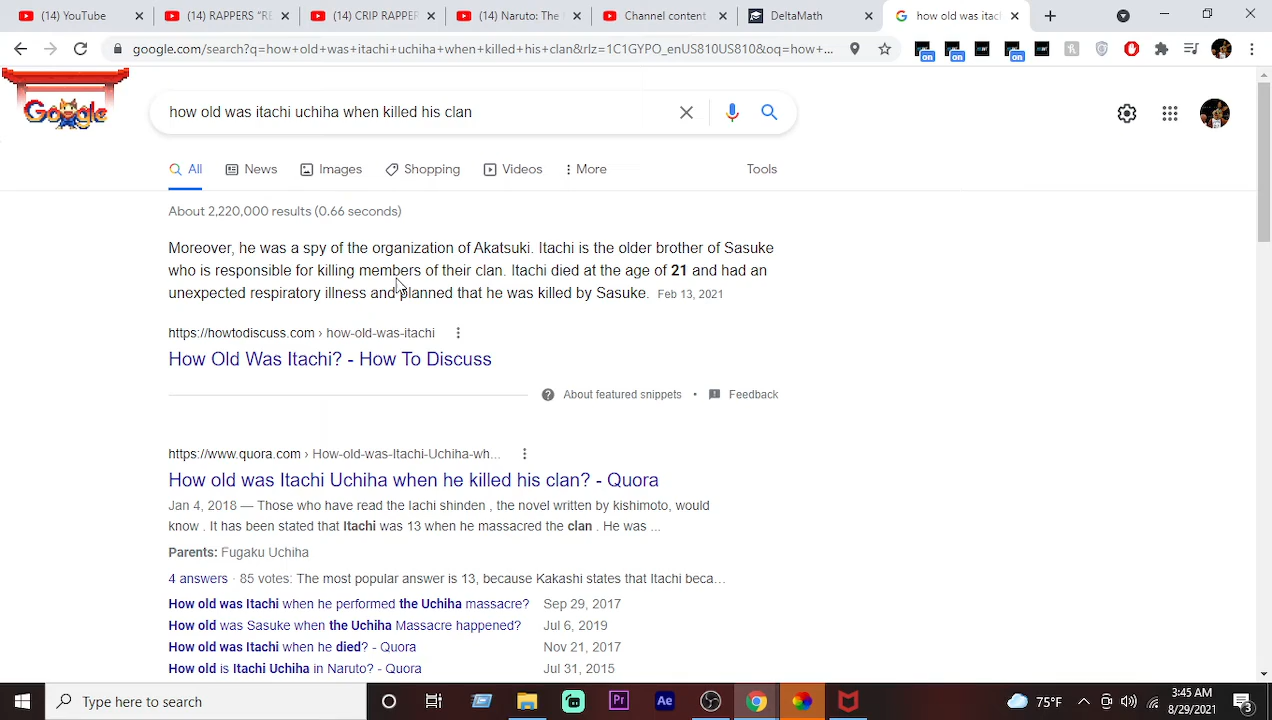 (14) YouTube
(14) RAPPERS "RE
(14) CRIP RAPPER
(14) Naruto: The
Channel content
DeltaMath
how old was itac
google.com/search?q=how+old+was+itachi+uchiha+when+killed+his+clan&rlz=1C1GYPO_enUS810US810&oq=how+...
on
on
on
Google
how old was itachi uchiha when killed his clan
All
News
Images
Shopping
Videos
More
Tools
About 2,220,000 results (0.66 seconds)
Moreover, he was a spy of the organization of Akatsuki. Itachi is the older brother of Sasuke
who is responsible for killing members of their clan. Itachi died at the age of 21 and had an
unexpected respiratory illness and planned that he was killed by Sasuke. Feb 13, 2021
https://howtodiscuss.com › how-old-was-itachi
How Old Was Itachi? - How To Discuss
About featured snippets • Feedback
https://www.quora.com › How-old-was-Itachi-Uchiha-wh...
How old was Itachi Uchiha when he killed his clan? - Quora
Jan 4, 2018 — Those who have read the Iachi shinden , the novel written by kishimoto, would
know . It has been stated that Itachi was 13 when he massacred the clan . He was ...
Parents: Fugaku Uchiha
4 answers · 85 votes: The most popular answer is 13, because Kakashi states that Itachi beca...
How old was Itachi when he performed the Uchiha massacre? Sep 29, 2017
How old was Sasuke when the Uchiha Massacre happened? Jul 6, 2019
How old was Itachi when he died? - Quora Nov 21, 2017
How old is Itachi Uchiha in Naruto? - Quora Jul 31, 2015
Type here to search
Pr
Ae
75°F
3:45 AM
8/29/2021
3